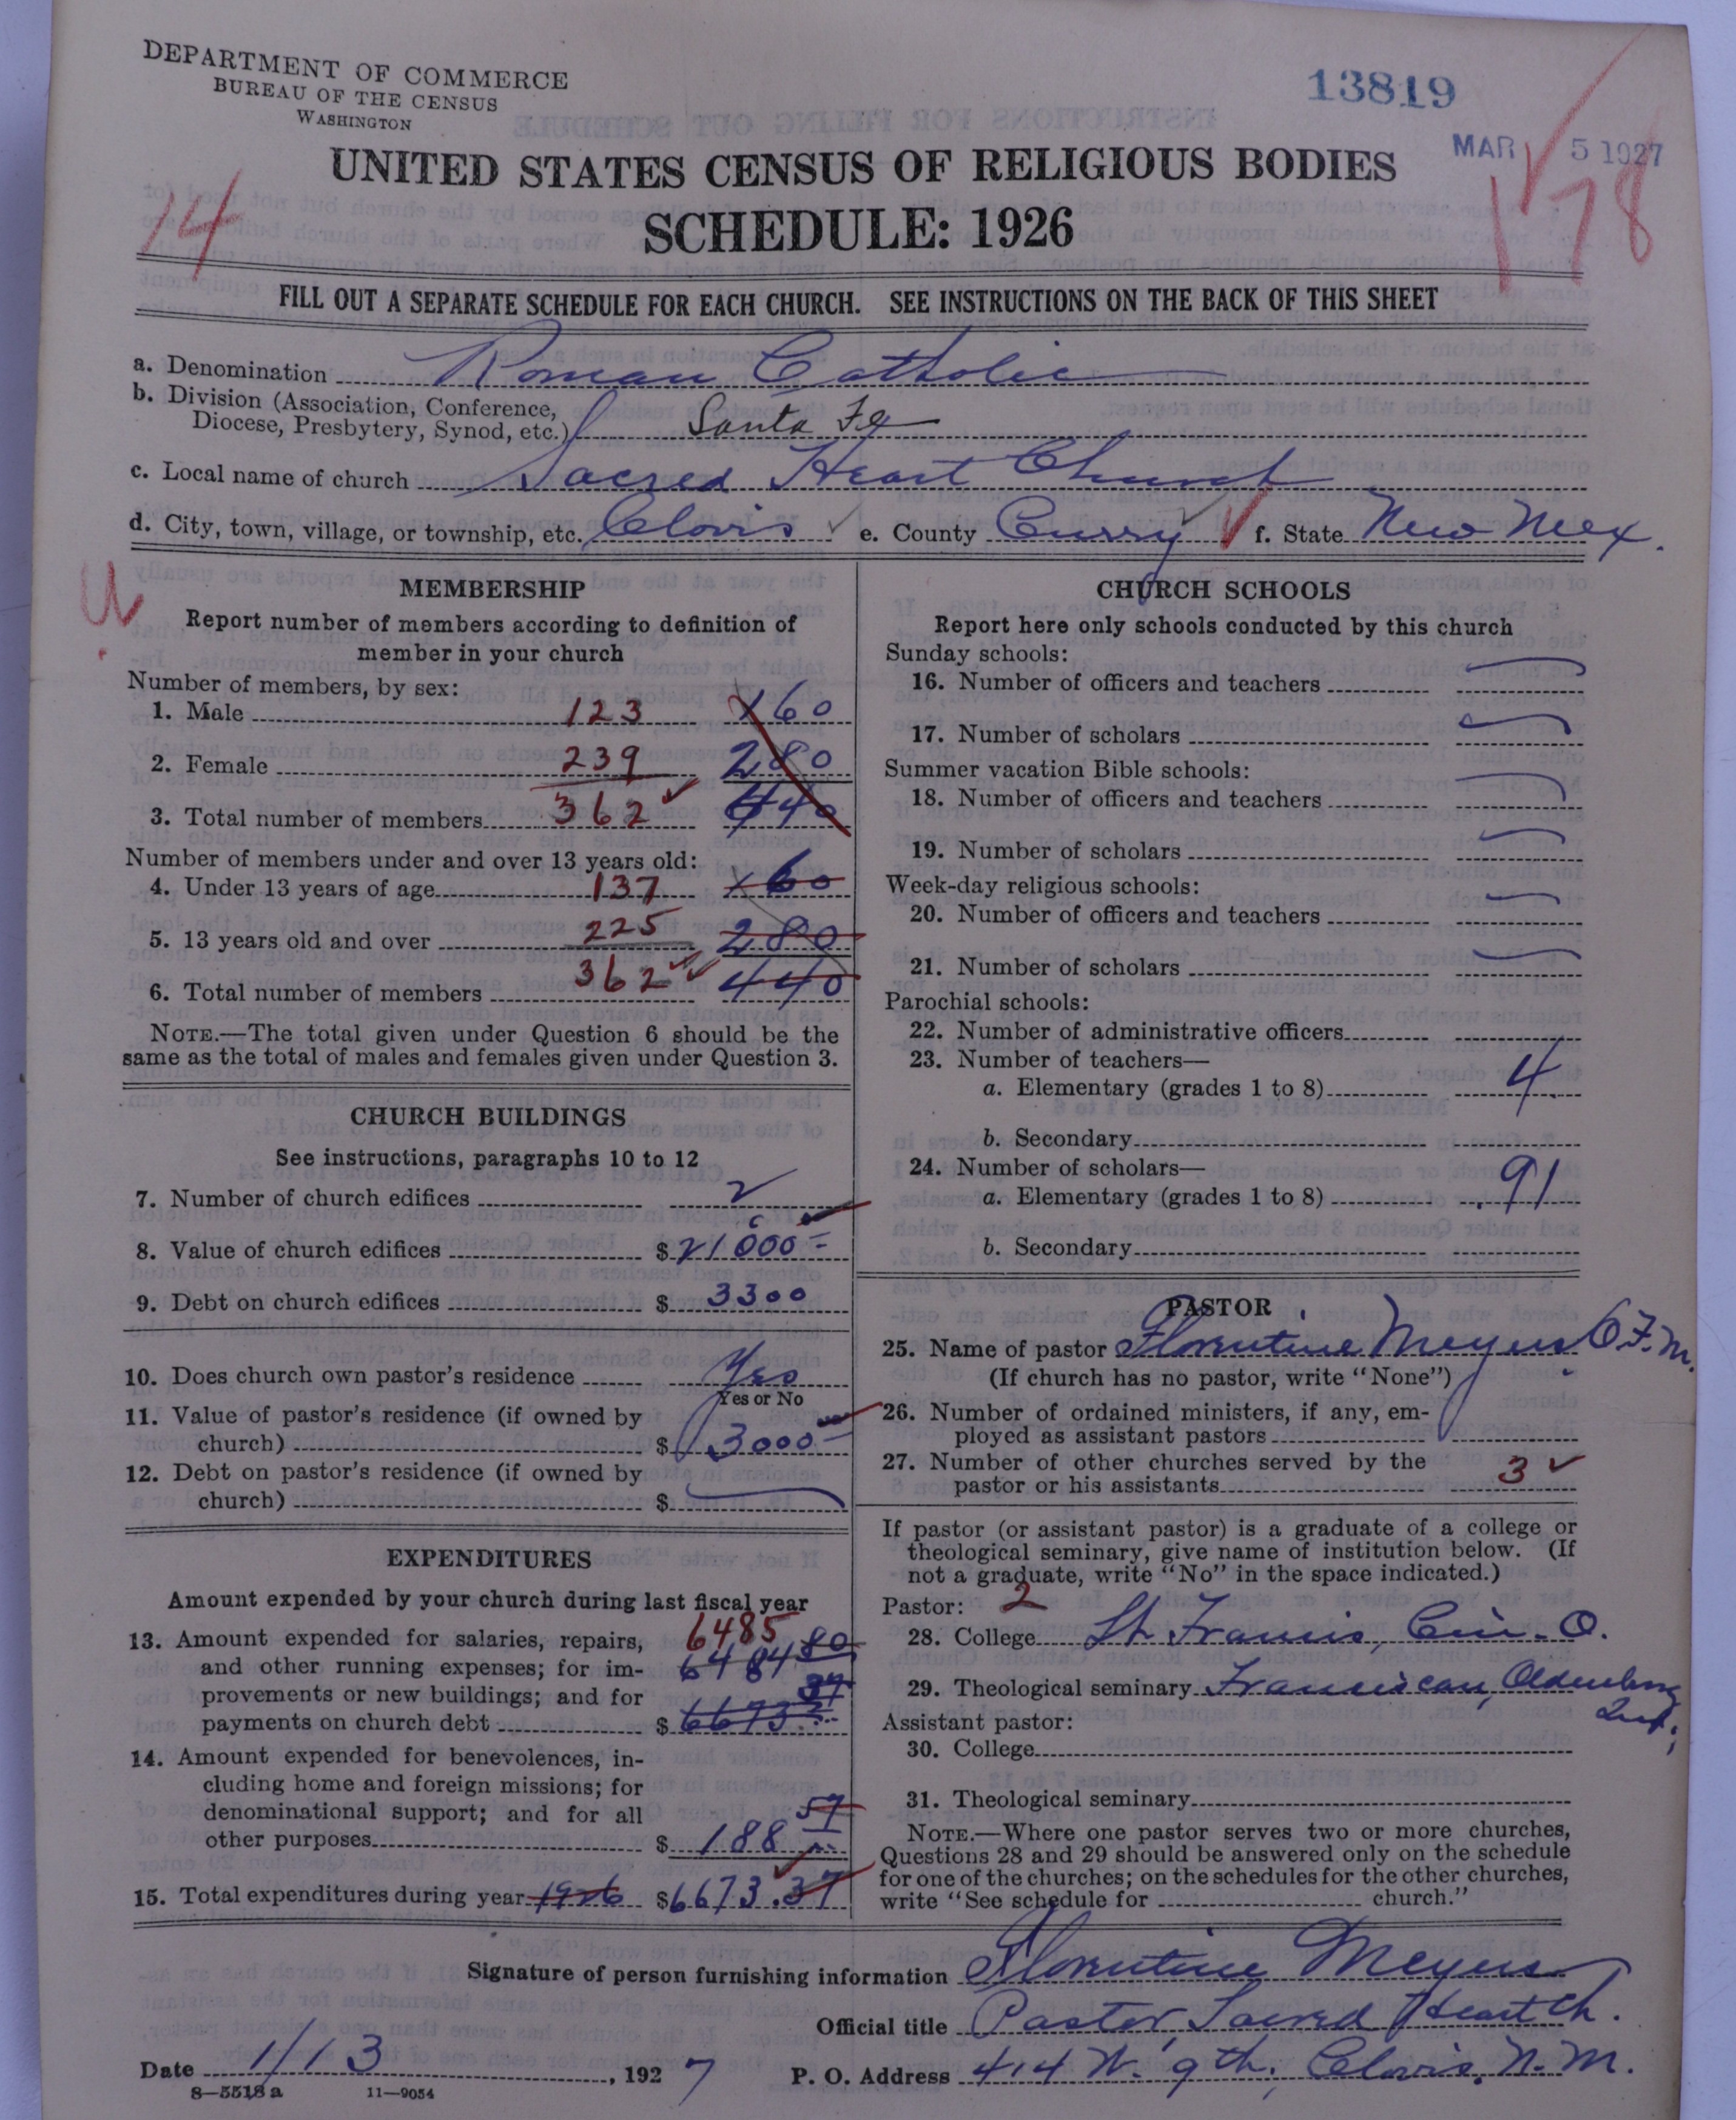 DEPARTMENT OF COMMERCE
BUREAU OF THE CENSUS
WASHINGTON
13819
MAR 5 1927
UNITED STATES CENSUS OF RELIGIOUS BODIES
SCHEDULE: 1926
14
178
FILL OUT A SEPARATE SCHEDULE FOR EACH CHURCH. SEE INSTRUCTIONS ON THE BACK OF THIS SHEET
a. Denomination Roman Catholic
b. Division (Association, Conference,
Diocese, Presbytery, Synod, etc.) Santa Fe
c. Local name of church Sacred Heart Church
d. City, town, village, or township, etc. Clovis e. County Curry f. State New Mex.
MEMBERSHIP
Report number of members according to definition of
member in your church
Number of members, by sex:
1. Male 123 160
2. Female 239 280
3. Total number of members 362 440
Number of members under and over 13 years old:
4. Under 13 years of age 137 160
5. 13 years old and over 225 280
6. Total number of members 362 440
NOTE.—The total given under Question 6 should be the
same as the total of males and females given under Question 3.
CHURCH BUILDINGS
See instructions, paragraphs 10 to 12
7. Number of church edifices 2
8. Value of church edifices $ 21000
9. Debt on church edifices $ 3300
10. Does church own pastor's residence Yes
Yes or No
11. Value of pastor's residence (if owned by
church) $ 3000
12. Debt on pastor's residence (if owned by
church) $
EXPENDITURES
Amount expended by your church during last fiscal year
6485
13. Amount expended for salaries, repairs, 80
and other running expenses; for im- 6484
provements or new buildings; and for 37
payments on church debt $ 6673
14. Amount expended for benevolences, in-
cluding home and foreign missions; for
denominational support; and for all 57
other purposes $ 188
15. Total expenditures during year 1926 $6673.37
CHURCH SCHOOLS
Report here only schools conducted by this church
Sunday schools:
16. Number of officers and teachers
17. Number of scholars
Summer vacation Bible schools:
18. Number of officers and teachers
19. Number of scholars
Week-day religious schools:
20. Number of officers and teachers
21. Number of scholars
Parochial schools:
22. Number of administrative officers
23. Number of teachers—
a. Elementary (grades 1 to 8) 4
b. Secondary
24. Number of scholars—
a. Elementary (grades 1 to 8) 91
b. Secondary
PASTOR
25. Name of pastor Florentine Meyers O.F.M.
(If church has no pastor, write "None")
26. Number of ordained ministers, if any, em-
ployed as assistant pastors
27. Number of other churches served by the
pastor or his assistants 3
If pastor (or assistant pastor) is a graduate of a college or
theological seminary, give name of institution below. (If
not a graduate, write "No" in the space indicated.)
Pastor: 2
28. College St. Francis, Cin. O.
29. Theological seminary Franciscan, Oldenburg
Ind.
Assistant pastor:
30. College
31. Theological seminary
NOTE.—Where one pastor serves two or more churches,
Questions 28 and 29 should be answered only on the schedule
for one of the churches; on the schedules for the other churches,
write "See schedule for church."
Signature of person furnishing information Florentine Meyers
Official title Pastor, Sacred Heart Ch.
Date 1/13, 1927 P. O. Address 414 W. 9th, Clovis, N.M.
8—5518 a 11—9054